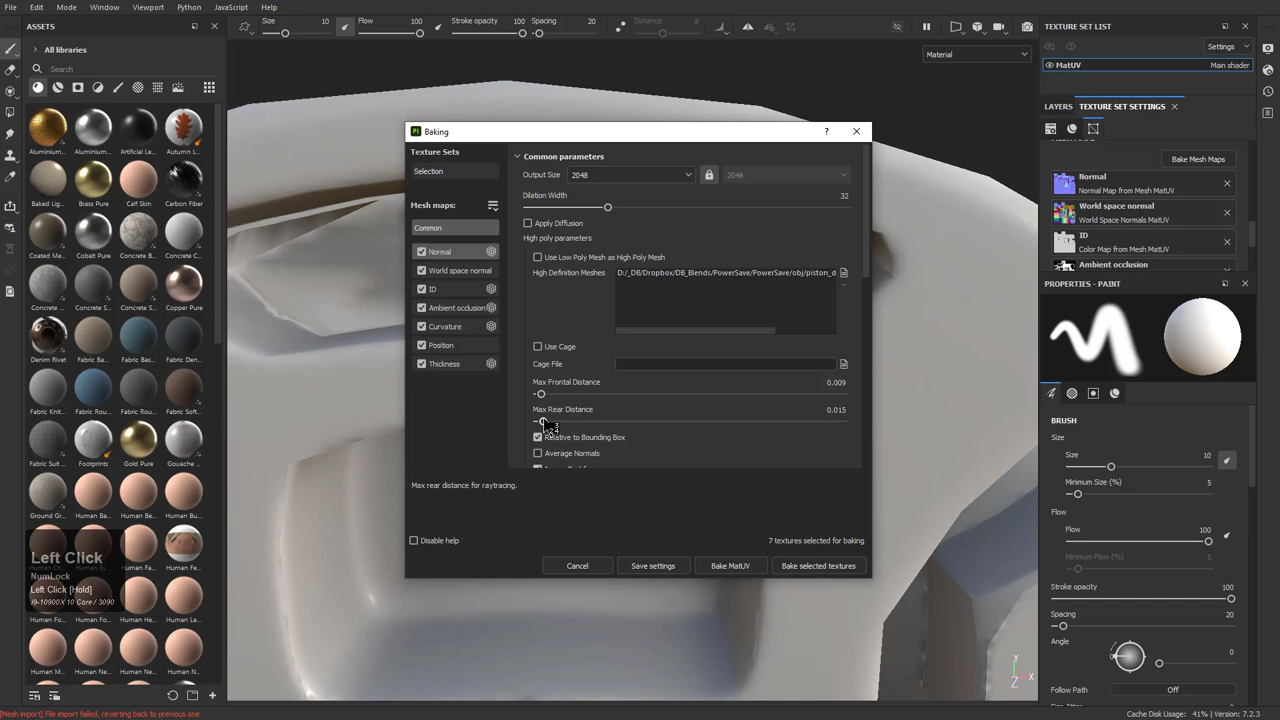 File Edit Mode Window Viewport Python JavaScript Help
ASSETS
Size 10 Flow 100 Stroke opacity 100 Spacing 20 Distance 8
TEXTURE SET LIST
All libraries
Search
Material
Settings
MatUV Main shader
LAYERS TEXTURE SET SETTINGS
Bake Mesh Maps
Normal
Normal Map from Mesh MatUV
World space normal
World Space Normals MatUV
ID
Color Map from Mesh MatUV
Ambient occlusion
PROPERTIES - PAINT
BRUSH
Size
Size 10
Minimum Size (%) 5
Flow
Flow 100
Minimum Flow (%) 5
Stroke opacity 100
Spacing 20
Angle 0
Follow Path Off
Aluminium... Aluminium... Artificial Le... Autumn L...
Baked Lig... Brass Pure Calf Skin Carbon Fiber
Coated Me... Cobalt Pure Concrete B... Concrete C...
Concrete ... Concrete S... Concrete S... Copper Pure
Denim Rivet Fabric Ba... Fabric Bas... Fabric Den...
Fabric Knit... Fabric Rou... Fabric Rou... Fabric Soft...
Fabric Suit ... Footprints Gold Pure Gouache ...
Ground Gr... Human Ba... Human Be... Human Bu...
Human Fe...
Human Fo... Human Fo... Human He... Human Le...
Human M... Human Ne... Human Ne... Human Ne...
Left Click
NumLock
Left Click [Hold]
i9-10900X 10 Core / 3090
Pt Baking ?
Texture Sets
Selection
Mesh maps:
Common
Normal
World space normal
ID
Ambient occlusion
Curvature
Position
Thickness
Common parameters
Output Size 2048 2048
Dilation Width 32
Apply Diffusion
High poly parameters
Use Low Poly Mesh as High Poly Mesh
High Definition Meshes D:/_DB/Dropbox/DB_Blends/PowerSave/PowerSave/obj/piston_d
Use Cage
Cage File
Max Frontal Distance 0.009
Max Rear Distance 0.015
Relative to Bounding Box
Average Normals
Max rear distance for raytracing.
Disable help 7 textures selected for baking
Cancel Save settings Bake MatUV Bake selected textures
Y
Z X
[Mesh import] File import failed, reverting back to previous one
Cache Disk Usage: 41% | Version: 7.2.3